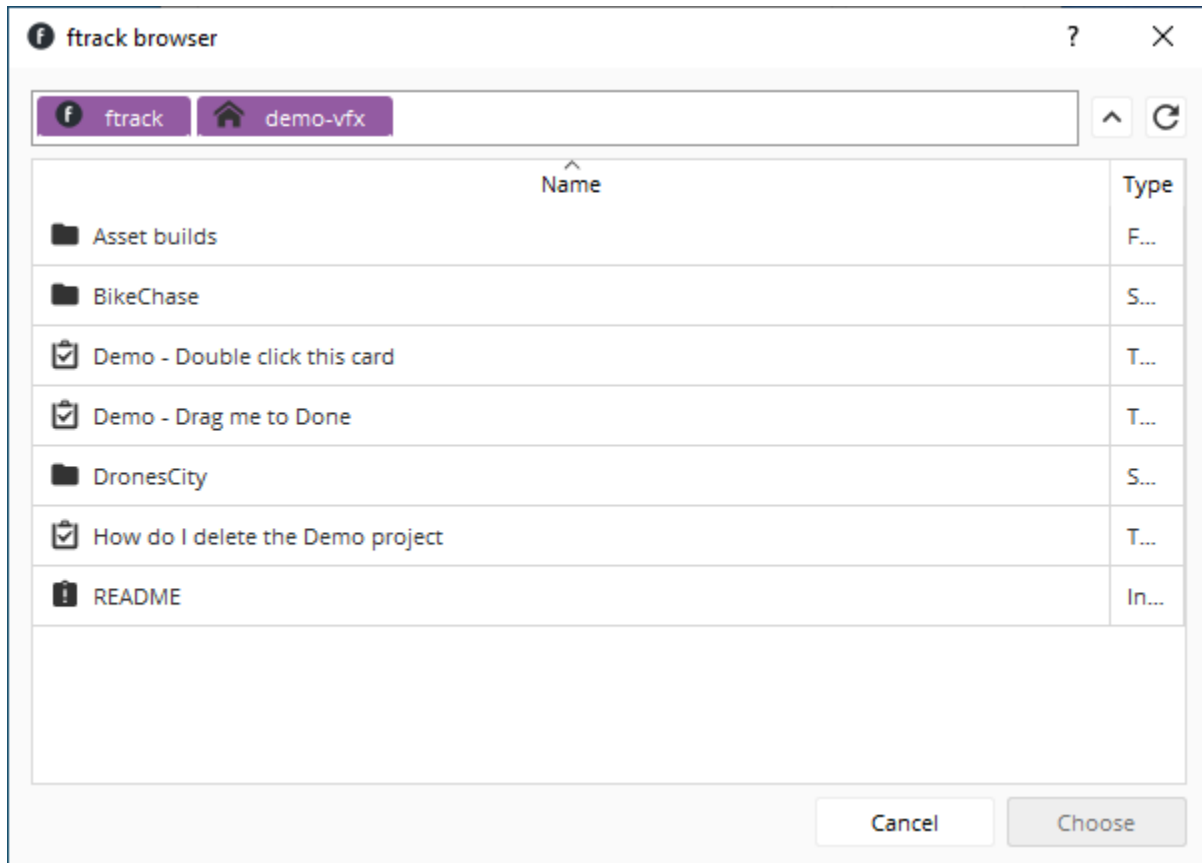 ftrack browser ?
ftrack demo-vfx
Name Type
Asset builds F...
BikeChase S...
Demo - Double click this card T...
Demo - Drag me to Done T...
DronesCity S...
How do I delete the Demo project T...
README In...
Cancel Choose